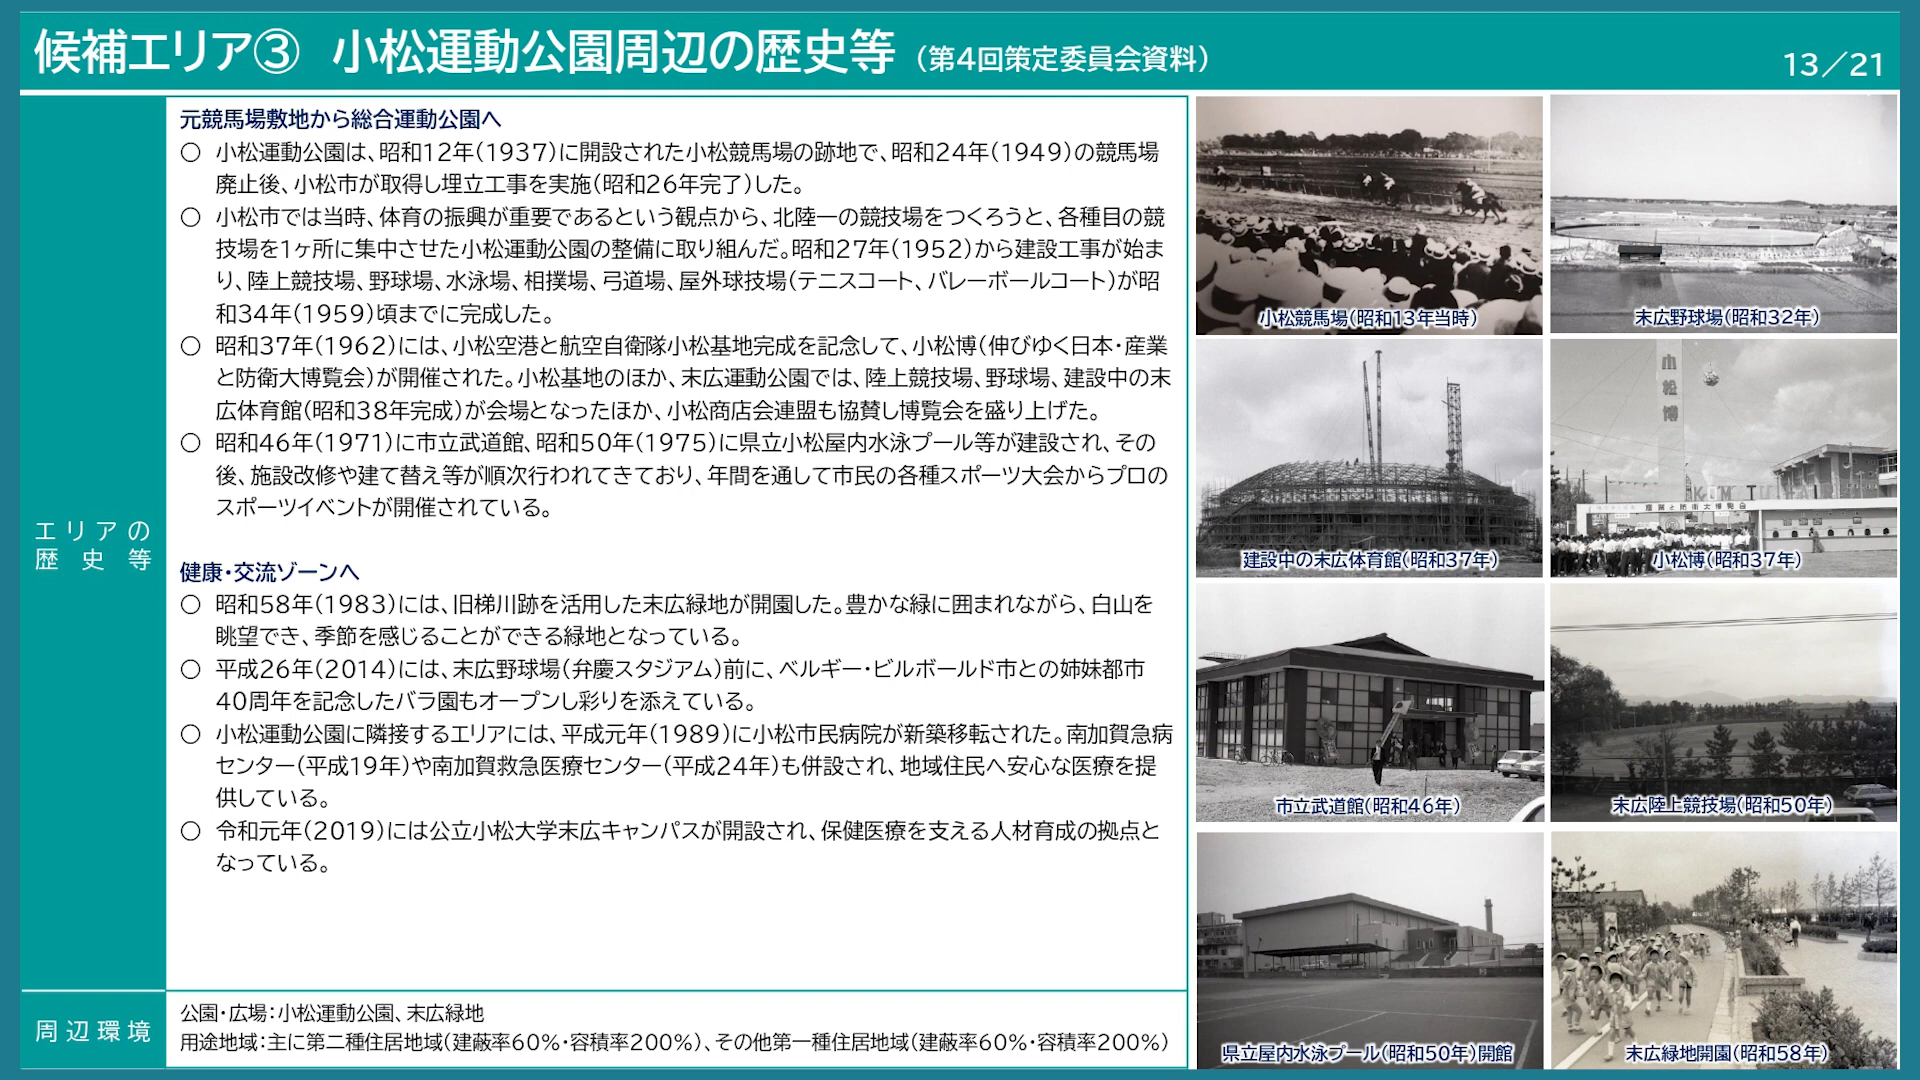 候補エリア③ 小松運動公園周辺の歴史等（第4回策定委員会資料）
13／21
エリアの
歴史等
元競馬場敷地から総合運動公園へ
○ 小松運動公園は、昭和12年（1937）に開設された小松競馬場の跡地で、昭和24年（1949）の競馬場
廃止後、小松市が取得し埋立工事を実施（昭和26年完了）した。
○ 小松市では当時、体育の振興が重要であるという観点から、北陸一の競技場をつくろうと、各種目の競
技場を1ヶ所に集中させた小松運動公園の整備に取り組んだ。昭和27年（1952）から建設工事が始ま
り、陸上競技場、野球場、水泳場、相撲場、弓道場、屋外球技場（テニスコート、バレーボールコート）が昭
和34年（1959）頃までに完成した。
○ 昭和37年（1962）には、小松空港と航空自衛隊小松基地完成を記念して、小松博（伸びゆく日本・産業
と防衛大博覧会）が開催された。小松基地のほか、末広運動公園では、陸上競技場、野球場、建設中の末
広体育館（昭和38年完成）が会場となったほか、小松商店会連盟も協賛し博覧会を盛り上げた。
○ 昭和46年（1971）に市立武道館、昭和50年（1975）に県立小松屋内水泳プール等が建設され、その
後、施設改修や建て替え等が順次行われてきており、年間を通して市民の各種スポーツ大会からプロの
スポーツイベントが開催されている。
健康・交流ゾーンへ
○ 昭和58年（1983）には、旧梯川跡を活用した末広緑地が開園した。豊かな緑に囲まれながら、白山を
眺望でき、季節を感じることができる緑地となっている。
○ 平成26年（2014）には、末広野球場（弁慶スタジアム）前に、ベルギー・ビルボールド市との姉妹都市
40周年を記念したバラ園もオープンし彩りを添えている。
○ 小松運動公園に隣接するエリアには、平成元年（1989）に小松市民病院が新築移転された。南加賀急病
センター（平成19年）や南加賀救急医療センター（平成24年）も併設され、地域住民へ安心な医療を提
供している。
○ 令和元年（2019）には公立小松大学末広キャンパスが開設され、保健医療を支える人材育成の拠点と
なっている。
周辺環境
公園・広場：小松運動公園、末広緑地
用途地域：主に第二種住居地域（建蔽率60%・容積率200%）、その他第一種住居地域（建蔽率60%・容積率200%）
小松競馬場（昭和13年当時）
末広野球場（昭和32年）
建設中の末広体育館（昭和37年）
小松博
産業と防衛大博覧会
小松博（昭和37年）
市立武道館（昭和46年）
末広陸上競技場（昭和50年）
県立屋内水泳プール（昭和50年）開館
末広緑地開園（昭和58年）